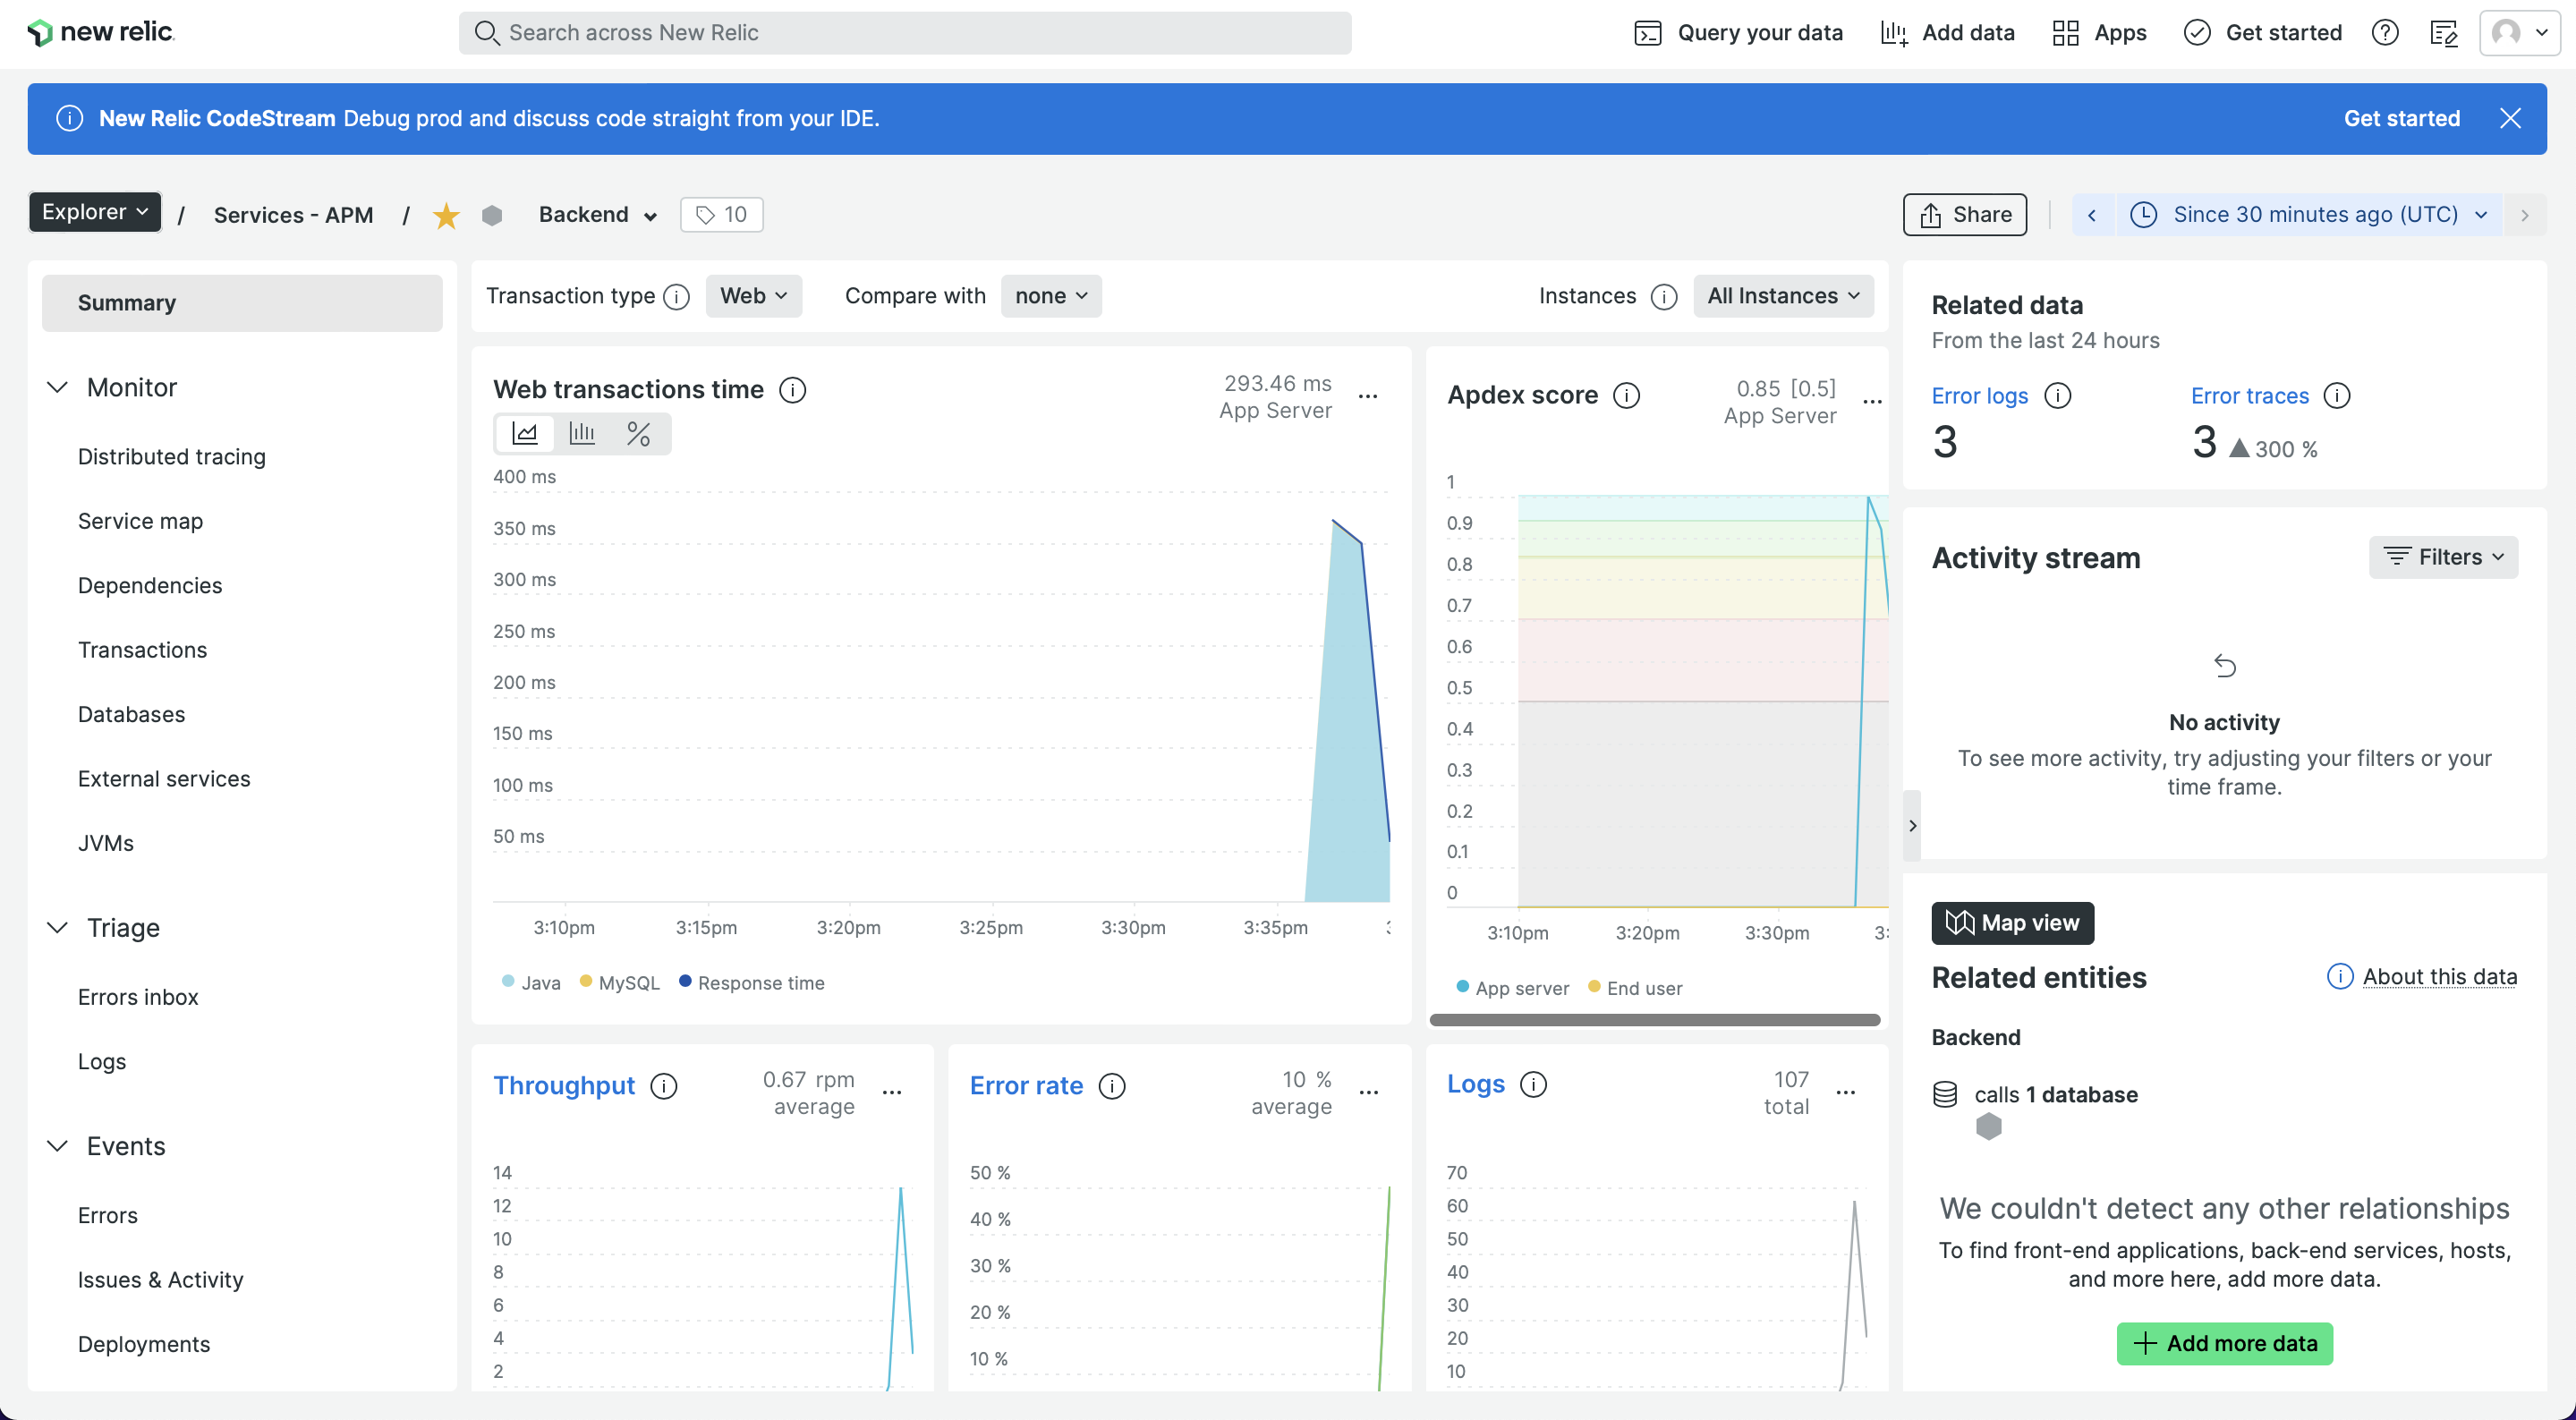 new relic.
Search across New Relic
Query your data
Add data
Apps
Get started
New Relic CodeStream Debug prod and discuss code straight from your IDE.
Get started
Explorer / Services - APM / Backend 10
Share
Since 30 minutes ago (UTC)
Summary
Monitor
Distributed tracing
Service map
Dependencies
Transactions
Databases
External services
JVMs
Triage
Errors inbox
Logs
Events
Errors
Issues & Activity
Deployments
Transaction type Web
Compare with none
Instances All Instances
Web transactions time
293.46 ms
App Server
%
400 ms
350 ms
300 ms
250 ms
200 ms
150 ms
100 ms
50 ms
3:10pm 3:15pm 3:20pm 3:25pm 3:30pm 3:35pm
Java MySQL Response time
Apdex score
0.85 [0.5]
App Server
1
0.9
0.8
0.7
0.6
0.5
0.4
0.3
0.2
0.1
0
3:10pm 3:20pm 3:30pm 3:
App server End user
Throughput
0.67 rpm
average
14
12
10
8
6
4
2
Error rate
10 %
average
50 %
40 %
30 %
20 %
10 %
Logs
107
total
70
60
50
40
30
20
10
Related data
From the last 24 hours
Error logs
3
Error traces
3 300 %
Activity stream
Filters
No activity
To see more activity, try adjusting your filters or your
time frame.
Map view
Related entities
About this data
Backend
calls 1 database
We couldn't detect any other relationships
To find front-end applications, back-end services, hosts,
and more here, add more data.
Add more data